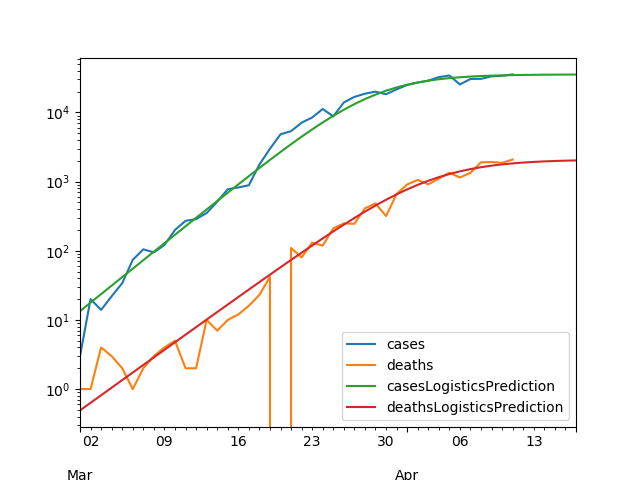 10^4
10^3
10^2
10^1
10^0
cases
deaths
casesLogisticsPrediction
deathsLogisticsPrediction
02 09 16 23 30 06 13
Mar Apr